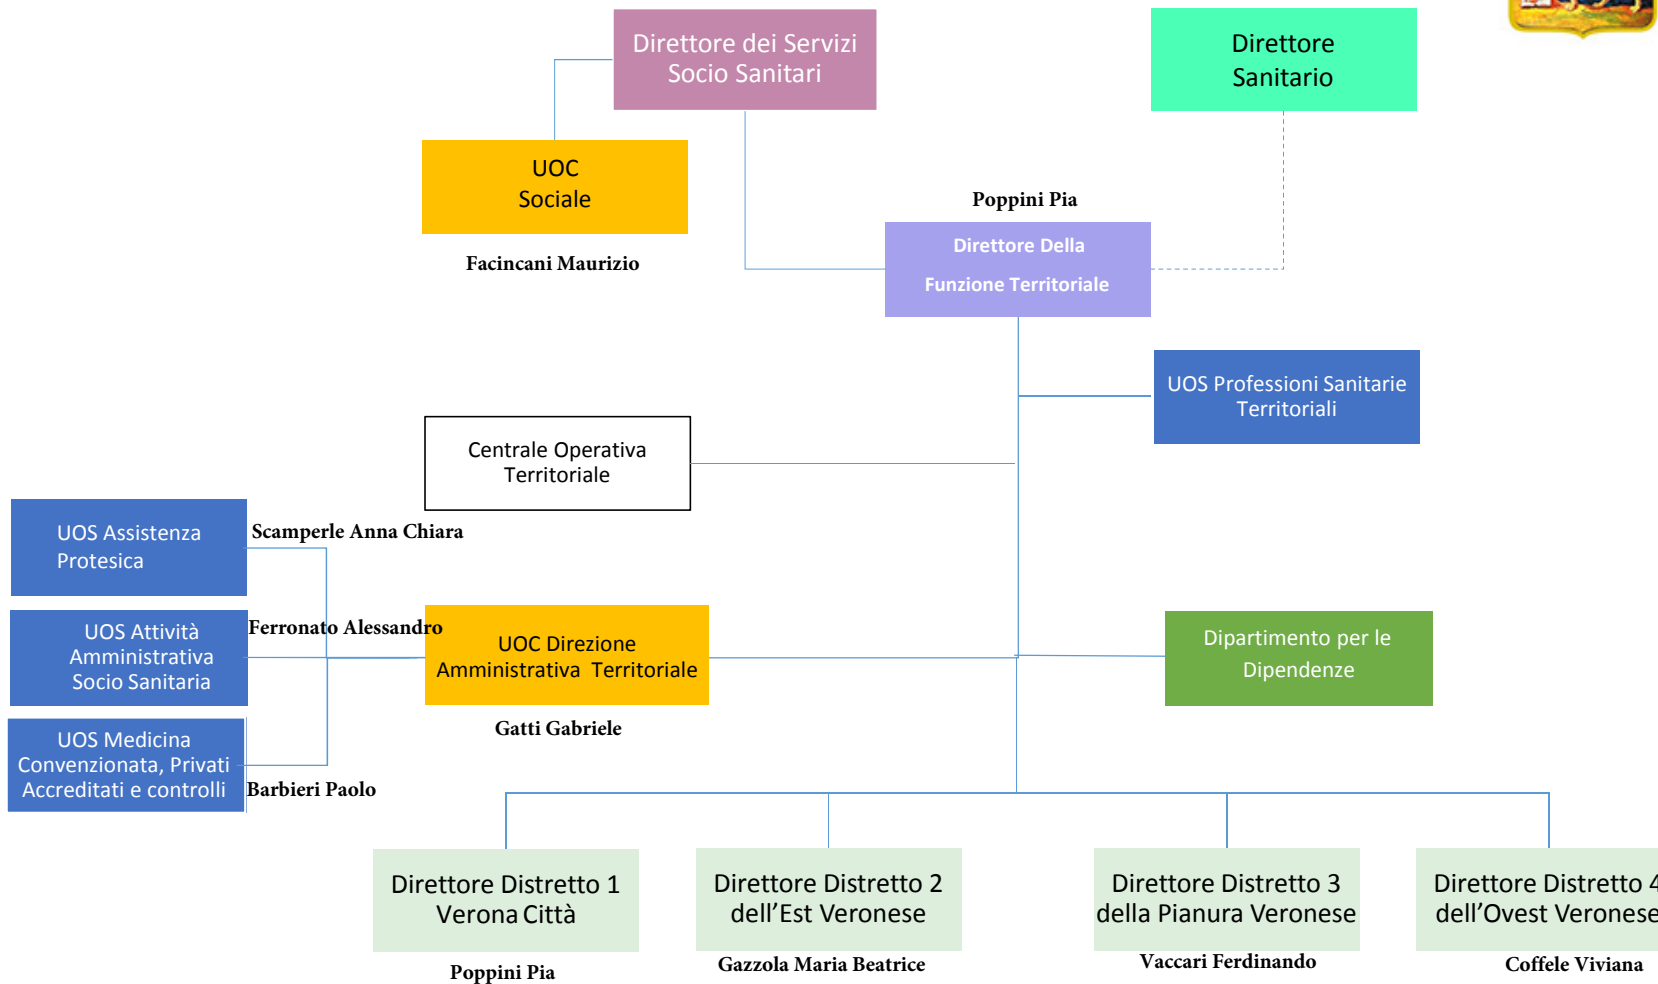 Direttore dei Servizi
Socio Sanitari
Direttore
Sanitario
UOC
Sociale
Facincani Maurizio
Poppini Pia
Direttore Della
Funzione Territoriale
UOS Professioni Sanitarie
Territoriali
Centrale Operativa
Territoriale
UOS Assistenza
Protesica
Scamperle Anna Chiara
UOS Attività
Amministrativa
Socio Sanitaria
Ferronato Alessandro
UOC Direzione
Amministrativa Territoriale
Gatti Gabriele
Dipartimento per le
Dipendenze
UOS Medicina
Convenzionata, Privati
Accreditati e controlli
Barbieri Paolo
Direttore Distretto 1
Verona Città
Poppini Pia
Direttore Distretto 2
dell’Est Veronese
Gazzola Maria Beatrice
Direttore Distretto 3
della Pianura Veronese
Vaccari Ferdinando
Direttore Distretto 4
dell’Ovest Veronese
Coffele Viviana